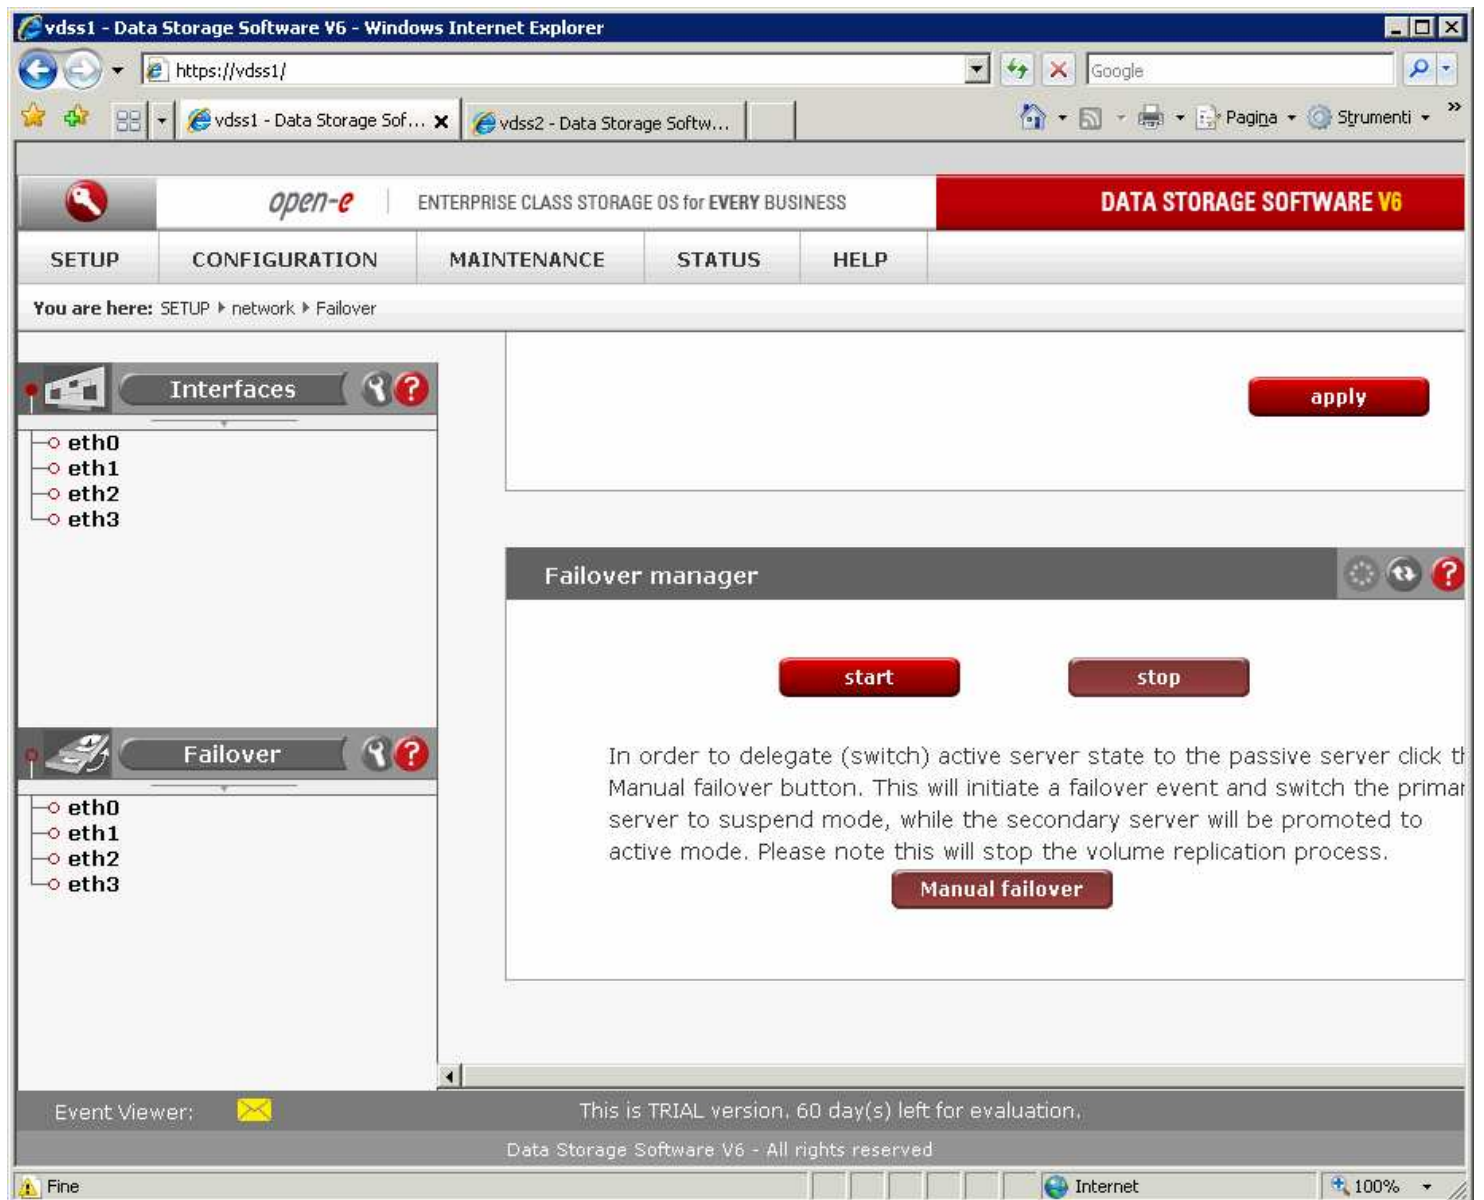 vdss1 - Data Storage Software V6 - Windows Internet Explorer
https://vdss1/
Google
vdss1 - Data Storage Sof...
vdss2 - Data Storage Softw...
Pagina
Strumenti
»
open-e
ENTERPRISE CLASS STORAGE OS for EVERY BUSINESS
DATA STORAGE SOFTWARE V6
SETUP CONFIGURATION MAINTENANCE STATUS HELP
You are here: SETUP network Failover
Interfaces
?
eth0
eth1
eth2
eth3
apply
Failover manager
?
start
stop
Failover
?
eth0
eth1
eth2
eth3
In order to delegate (switch) active server state to the passive server click th
Manual failover button. This will initiate a failover event and switch the primar
server to suspend mode, while the secondary server will be promoted to
active mode. Please note this will stop the volume replication process.
Manual failover
Event Viewer:
This is TRIAL version. 60 day(s) left for evaluation.
Data Storage Software V6 - All rights reserved
Fine
Internet
100%